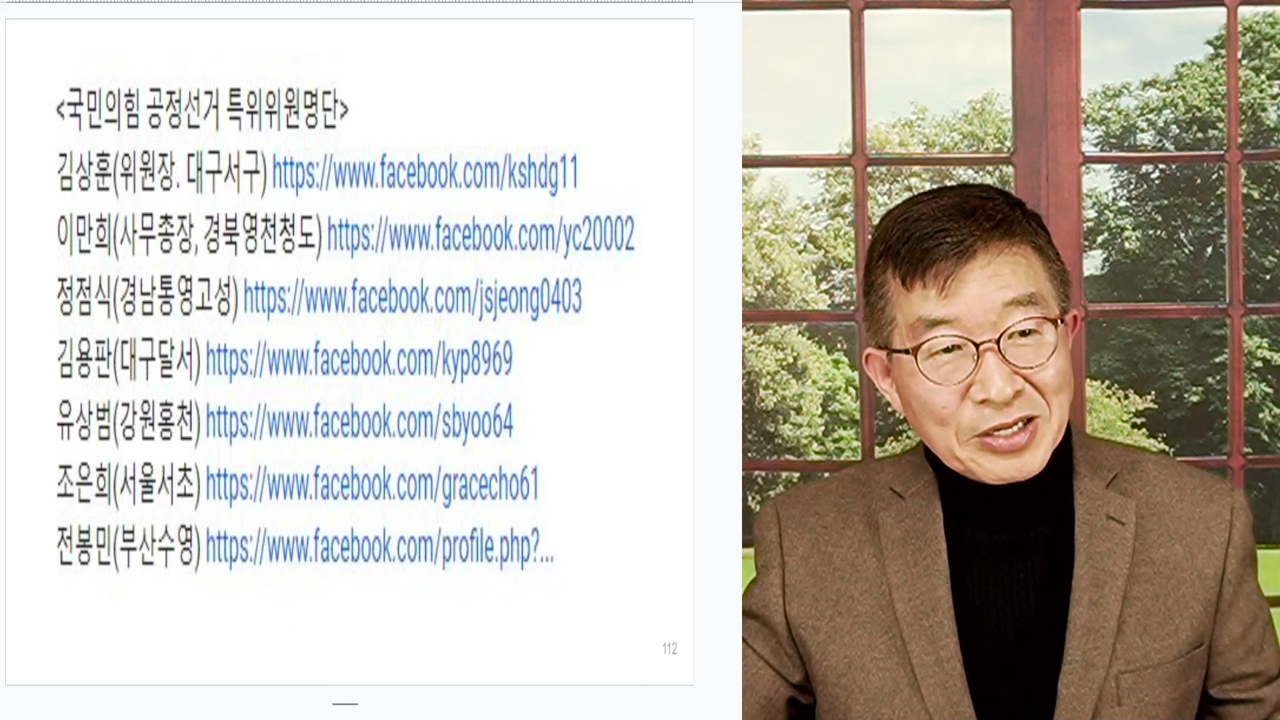 <국민의힘 공정선거 특위위원명단>
김상훈(위원장. 대구서구) https://www.facebook.com/kshdg11
이만희(사무총장, 경북영천청도) https://www.facebook.com/yc20002
정점식(경남통영고성) https://www.facebook.com/jsjeong0403
김용판(대구달서) https://www.facebook.com/kyp8969
유상범(강원홍천) https://www.facebook.com/sbyoo64
조은희(서울서초) https://www.facebook.com/gracecho61
전봉민(부산수영) https://www.facebook.com/profile.php?...
112